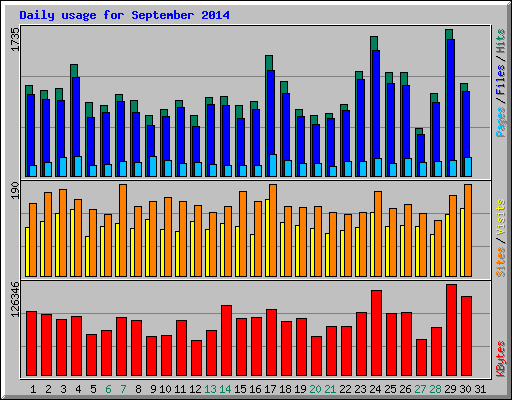 Daily usage for September 2014
1735
Pages / Files / Hits
190
Sites / Visits
126346
KBytes
1 2 3 4 5 6 7 8 9 10 11 12 13 14 15 16 17 18 19 20 21 22 23 24 25 26 27 28 29 30 31